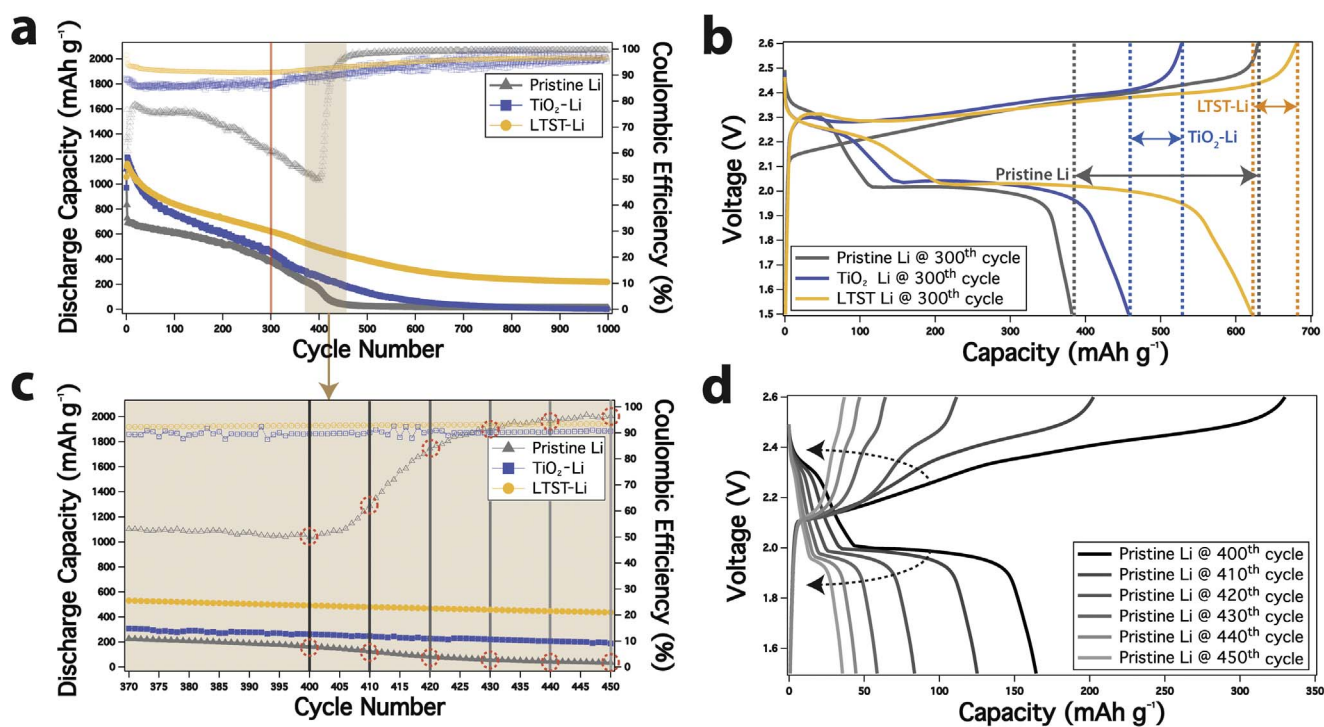 a
Discharge Capacity (mAh g⁻¹)
2000
1800
1600
1400
1200
1000
800
600
400
200
0
100
90
80
70
60
50
40
30
20
10
0
Coulombic Efficiency (%)
Pristine Li
TiO₂-Li
LTST-Li
0 100 200 300 400 500 600 700 800 900 1000
Cycle Number
b
Voltage (V)
2.6
2.4
2.3
2.2
2.1
2.0
1.9
1.8
1.7
1.6
1.5
LTST-Li
TiO₂-Li
Pristine Li
Pristine Li @ 300th cycle
TiO₂ Li @ 300th cycle
LTST Li @ 300th cycle
0 100 200 300 400 500 600 700
Capacity (mAh g⁻¹)
c
Discharge Capacity (mAh g⁻¹)
2000
1800
1600
1400
1200
1000
800
600
400
200
0
100
90
80
70
60
50
40
30
20
10
0
Coulombic Efficiency (%)
Pristine Li
TiO₂-Li
LTST-Li
370 375 380 385 390 395 400 405 410 415 420 425 430 435 440 445 450
Cycle Number
d
Voltage (V)
2.6
2.4
2.2
2.0
1.8
1.6
Pristine Li @ 400th cycle
Pristine Li @ 410th cycle
Pristine Li @ 420th cycle
Pristine Li @ 430th cycle
Pristine Li @ 440th cycle
Pristine Li @ 450th cycle
0 50 100 150 200 250 300 350
Capacity (mAh g⁻¹)